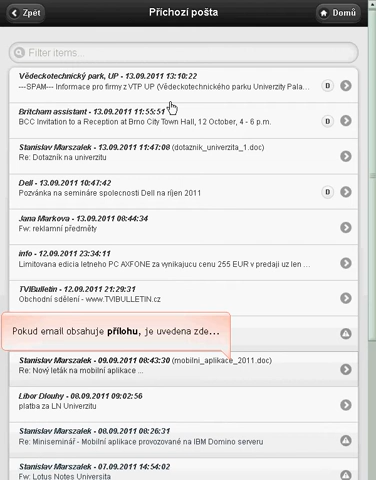 Zpět
Příchozí pošta
Domů
Filter items...
Vědeckotechnický park, UP - 13.09.2011 13:10:22
---SPAM--- Informace pro firmy z VTP UP (Vědeckotechnického parku Univerzity Pala...
D
Britcham assistant - 13.09.2011 11:55:51
BCC Invitation to a Reception at Brno City Town Hall, 12 October, 4 - 6 p.m.
D
Stanislav Marszalek - 13.09.2011 11:47:08 (dotaznik_univerzita_1.doc)
Re: Dotazník na univerzitu
Dell - 13.09.2011 10:47:42
Pozvánka na semináře spolecnosti Dell na říjen 2011
D
Jana Markova - 13.09.2011 08:44:34
Fw: reklamní předměty
info - 12.09.2011 23:34:11
Limitovana edicia letneho PC AXFONE za vynikajucu cenu 255 EUR v predaji uz len ...
TVIBulletin - 12.09.2011 21:29:31
Obchodní sdělení - www.TVIBULLETIN.cz
Pokud email obsahuje přílohu, je uvedena zde...
Stanislav Marszalek - 09.09.2011 08:43:30 (mobilni_aplikace_2011.doc)
Re: Nový leták na mobilní aplikace ...
Libor Dlouhy - 08.09.2011 09:02:56
platba za LN Univerzitu
Stanislav Marszalek - 08.09.2011 08:26:31
Re: Miniseminář - Mobilní aplikace provozované na IBM Domino serveru
Stanislav Marszalek - 07.09.2011 14:54:02
Fw: Lotus Notes Universita